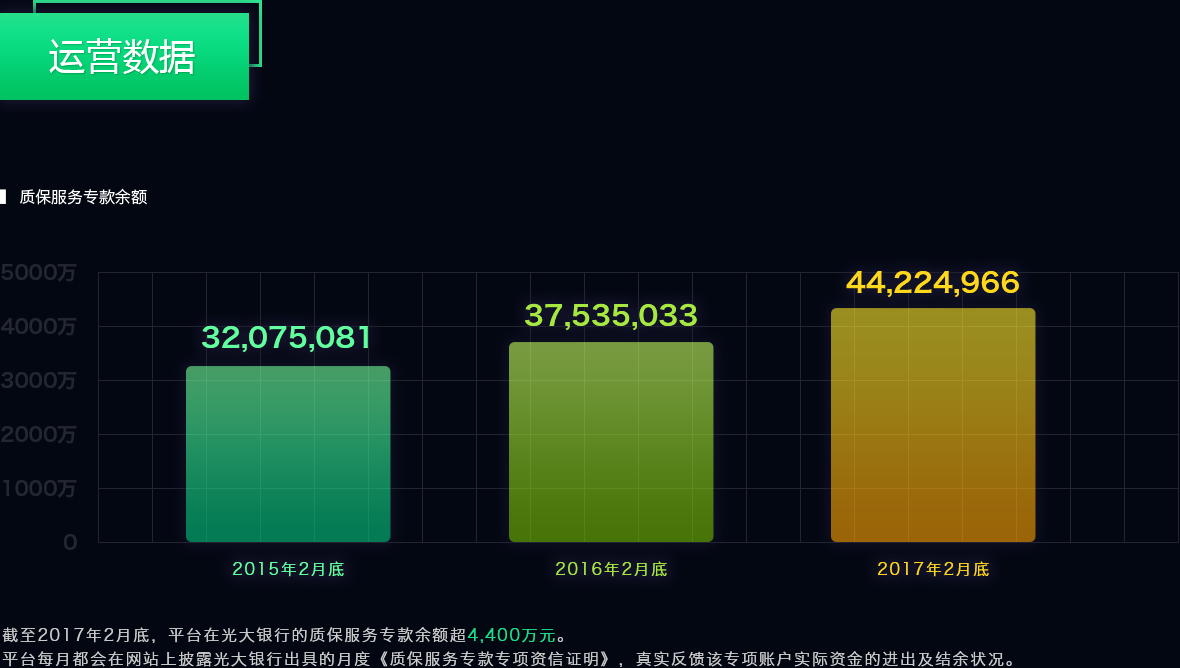 运营数据
质保服务专款余额
5000万
4000万
3000万
2000万
1000万
0
32,075,081
37,535,033
44,224,966
2015年2月底
2016年2月底
2017年2月底
截至2017年2月底，平台在光大银行的质保服务专款余额超4,400万元。
平台每月都会在网站上披露光大银行出具的月度《质保服务专款专项资信证明》，真实反馈该专项账户实际资金的进出及结余状况。